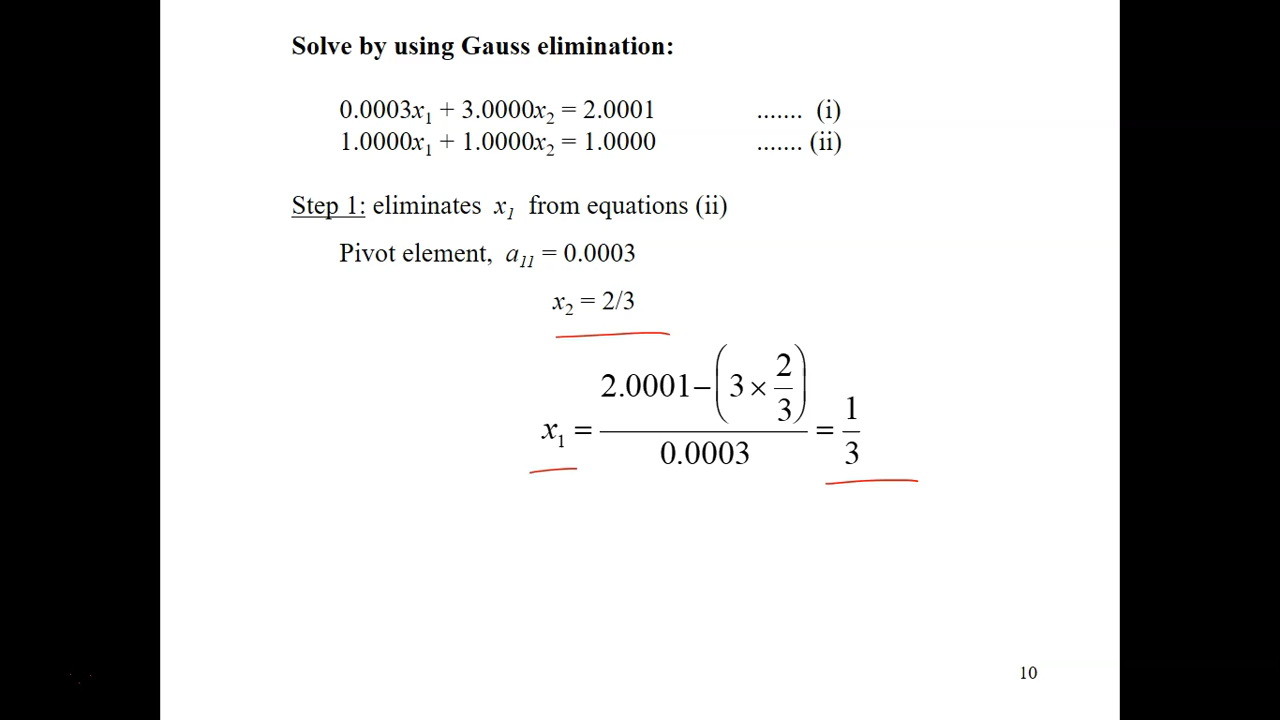 Solve by using Gauss elimination:
0.0003x₁ + 3.0000x₂ = 2.0001 ....... (i)
1.0000x₁ + 1.0000x₂ = 1.0000 ....... (ii)
Step 1: eliminates x₁ from equations (ii)
Pivot element, a₁₁ = 0.0003
x₂ = 2/3
x₁ = (2.0001 − (3 × 2/3)) / 0.0003 = 1/3
10